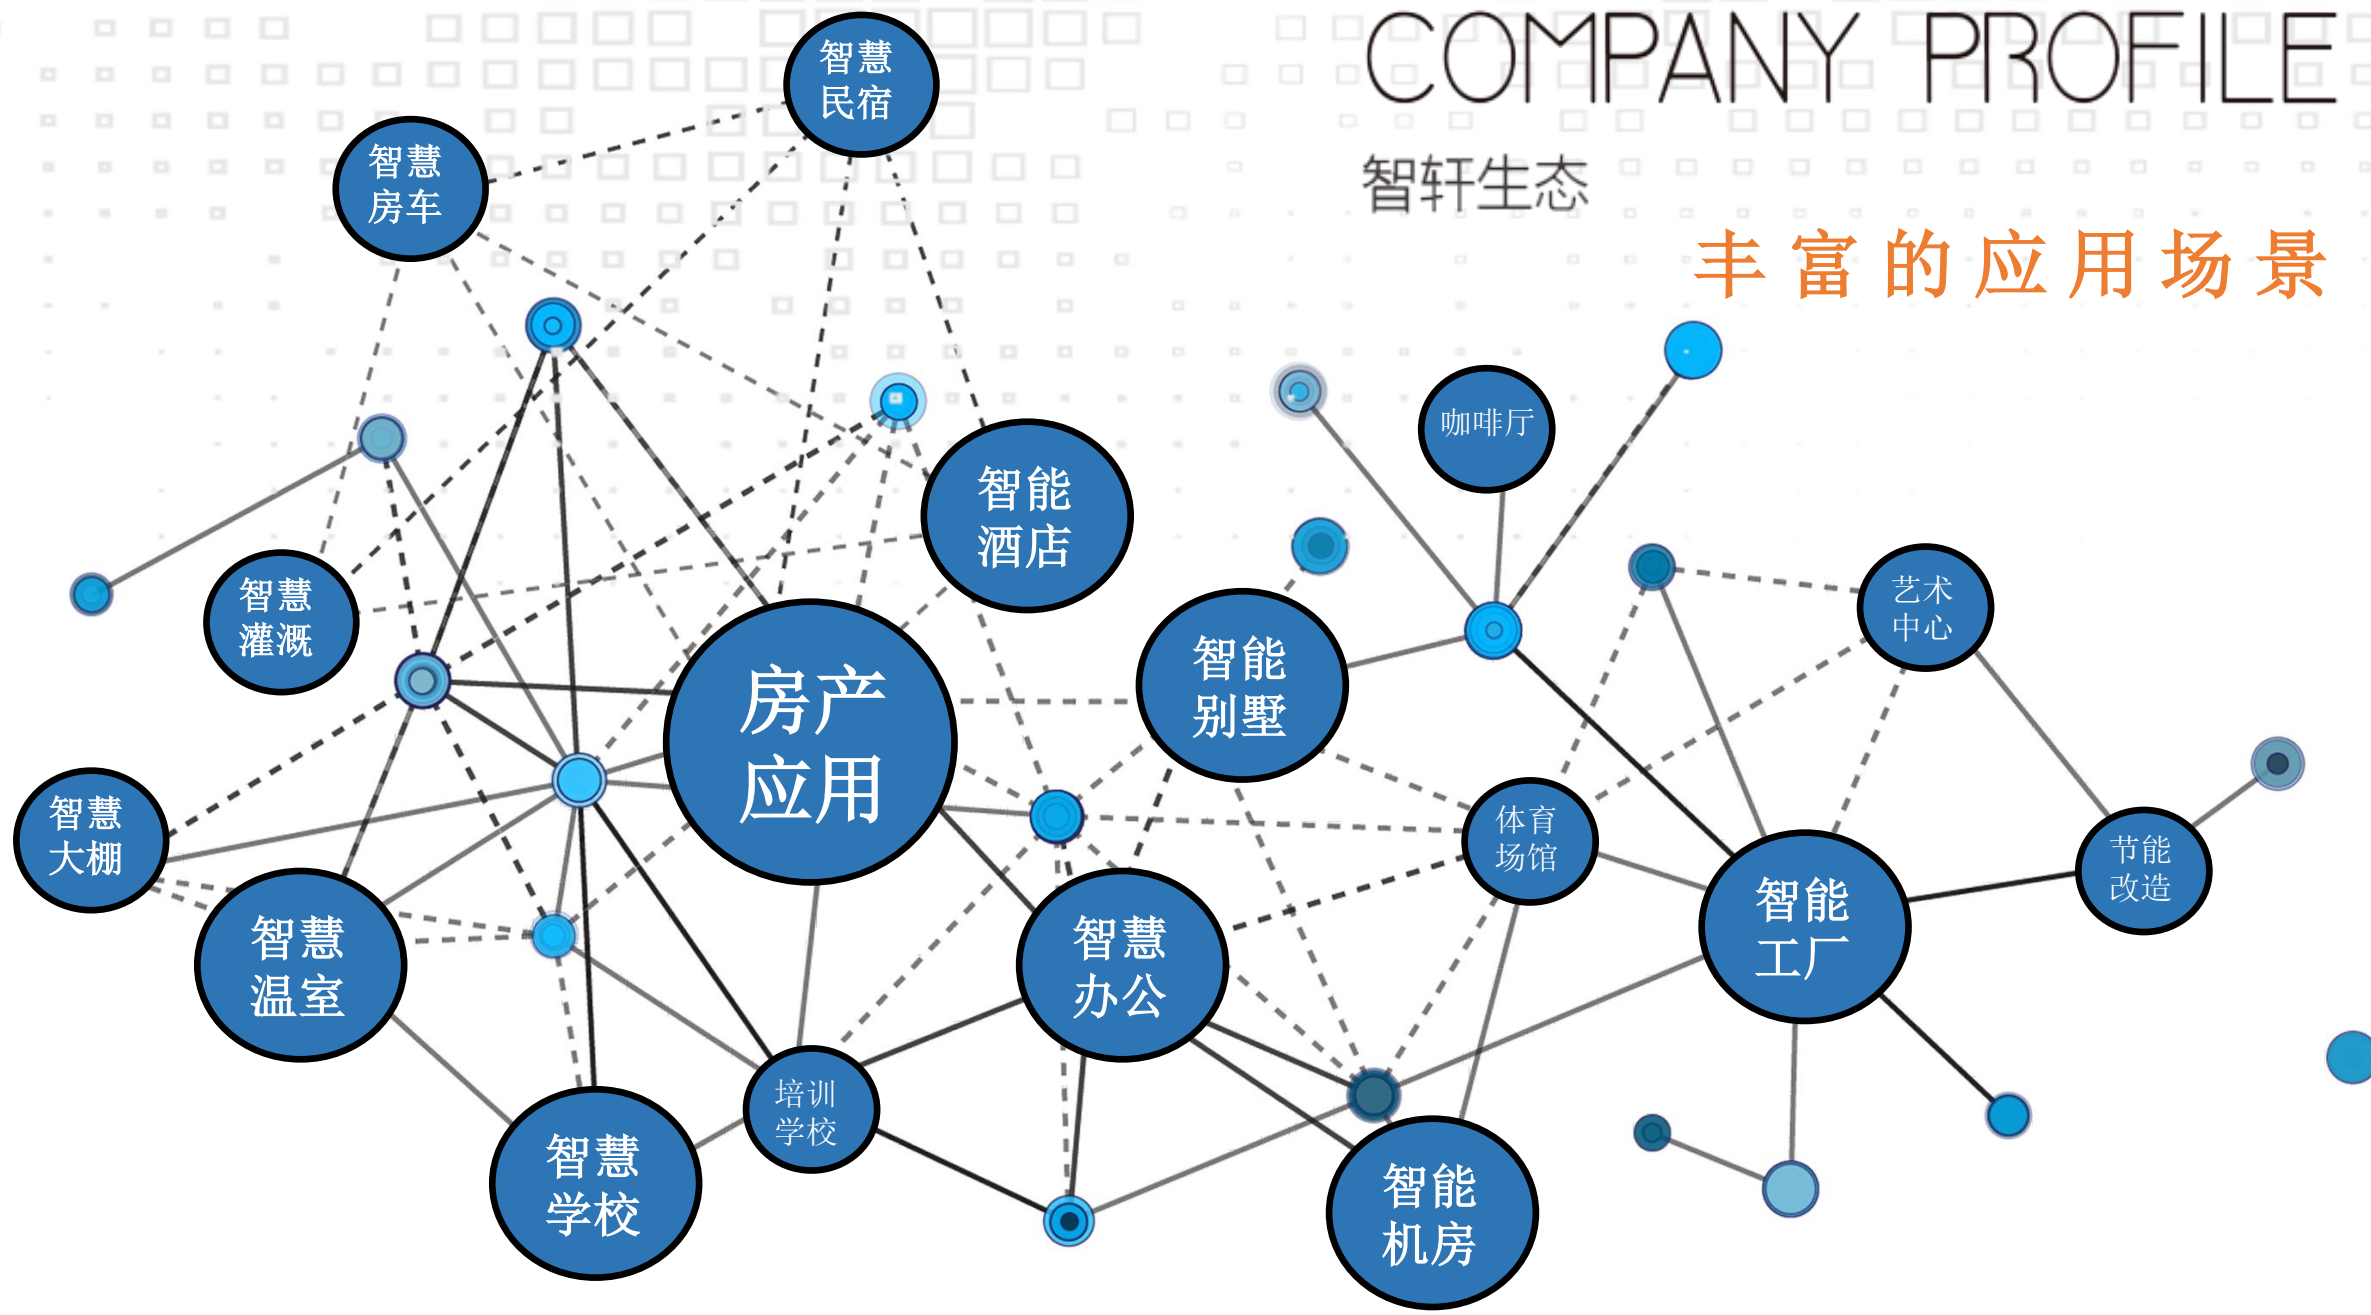 COMPANY PROFILE
智轩生态
丰富的应用场景
智慧
民宿
智慧
房车
咖啡厅
智能
酒店
智慧
灌溉
艺术
中心
智能
别墅
房产
应用
智慧
大棚
体育
场馆
节能
改造
智能
工厂
智慧
温室
智慧
办公
培训
学校
智慧
学校
智能
机房